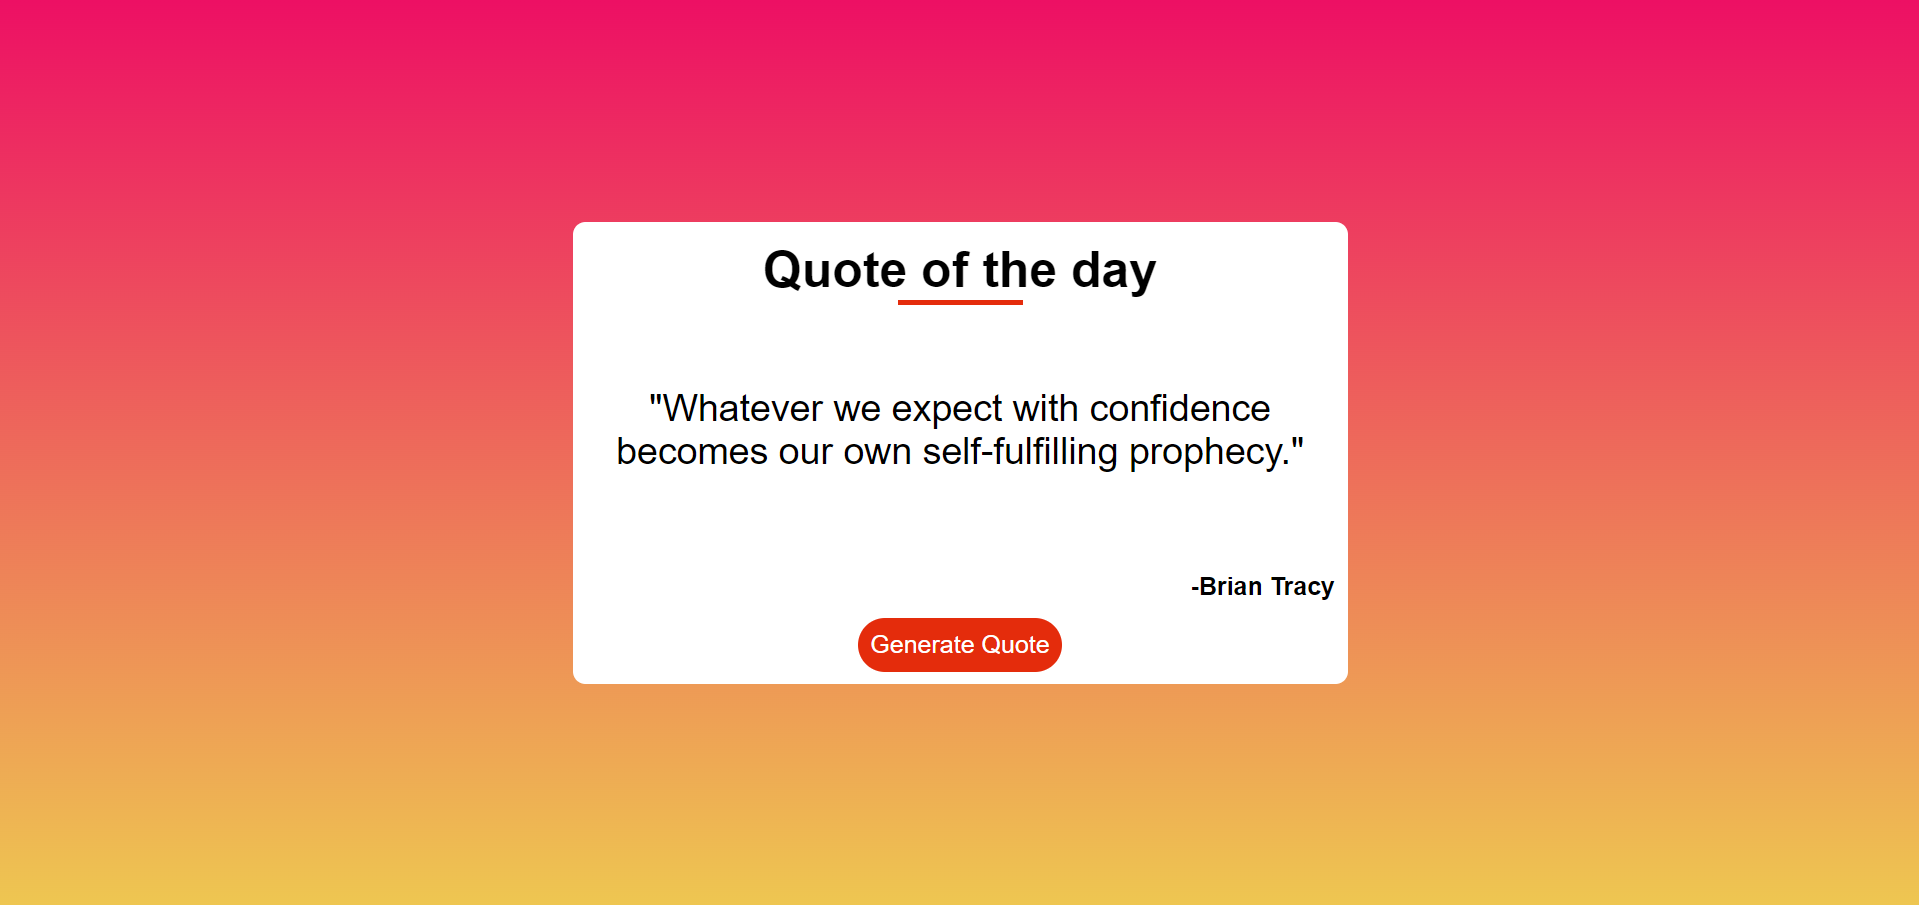 Quote of the day
"Whatever we expect with confidence
becomes our own self-fulfilling prophecy."
-Brian Tracy
Generate Quote